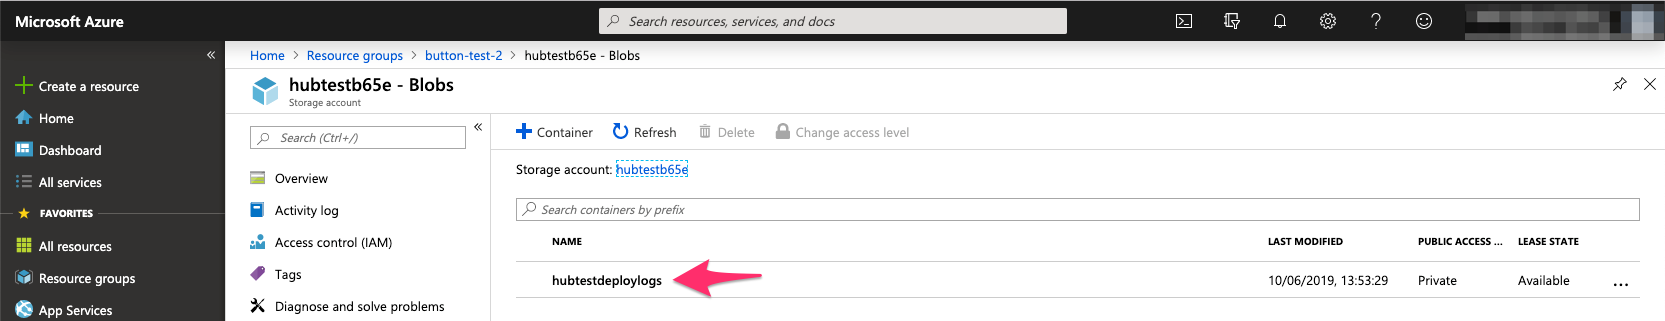 Microsoft Azure
Search resources, services, and docs
Home > Resource groups > button-test-2 > hubtestb65e - Blobs
hubtestb65e - Blobs
Storage account
Create a resource
Home
Dashboard
All services
FAVORITES
All resources
Resource groups
App Services
Search (Ctrl+/)
Overview
Activity log
Access control (IAM)
Tags
Diagnose and solve problems
Container Refresh Delete Change access level
Storage account: hubtestb65e
Search containers by prefix
NAME LAST MODIFIED PUBLIC ACCESS ... LEASE STATE
hubtestdeploylogs 10/06/2019, 13:53:29 Private Available ...